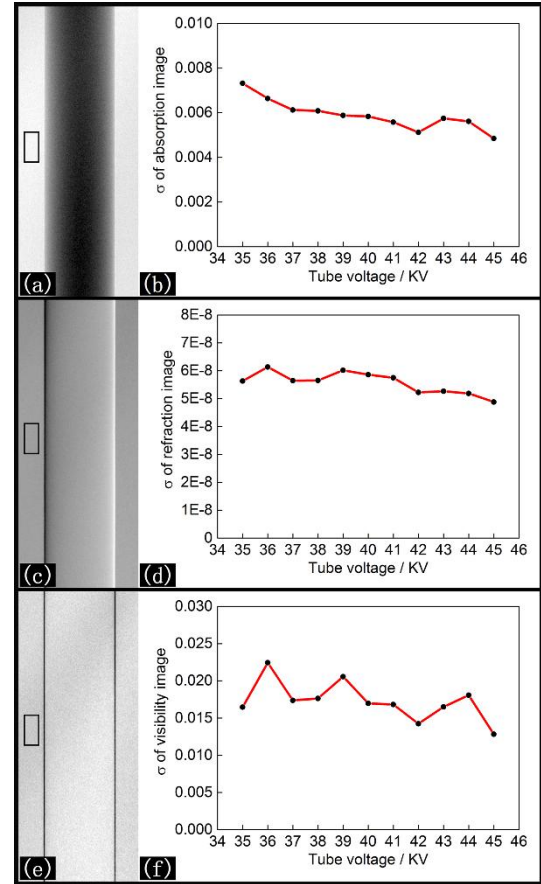 0.010
0.008
0.006
0.004
0.002
0.000
σ of absorption image
34 35 36 37 38 39 40 41 42 43 44 45 46
Tube voltage / KV
(a)
(b)
8E-8
7E-8
6E-8
5E-8
4E-8
3E-8
2E-8
1E-8
0
σ of refraction image
34 35 36 37 38 39 40 41 42 43 44 45 46
Tube voltage / KV
(c)
(d)
0.030
0.025
0.020
0.015
0.010
0.005
0.000
σ of visibility image
34 35 36 37 38 39 40 41 42 43 44 45 46
Tube voltage / KV
(e)
(f)